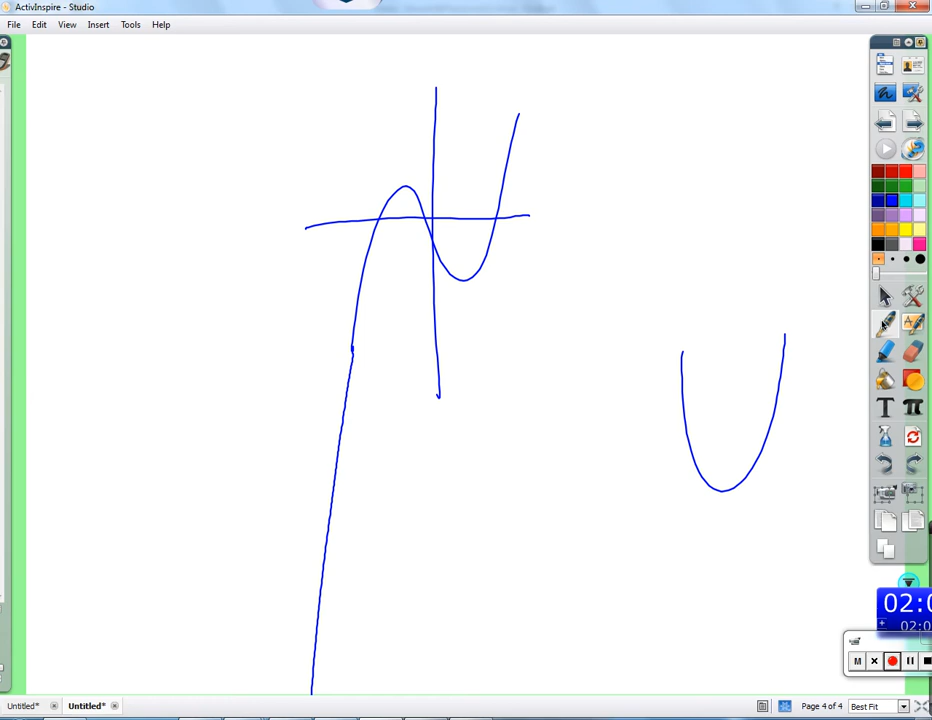 ActivInspire - Studio
File Edit View Insert Tools Help
02:0
02:0
M
Untitled* Untitled* Page 4 of 4 Best Fit